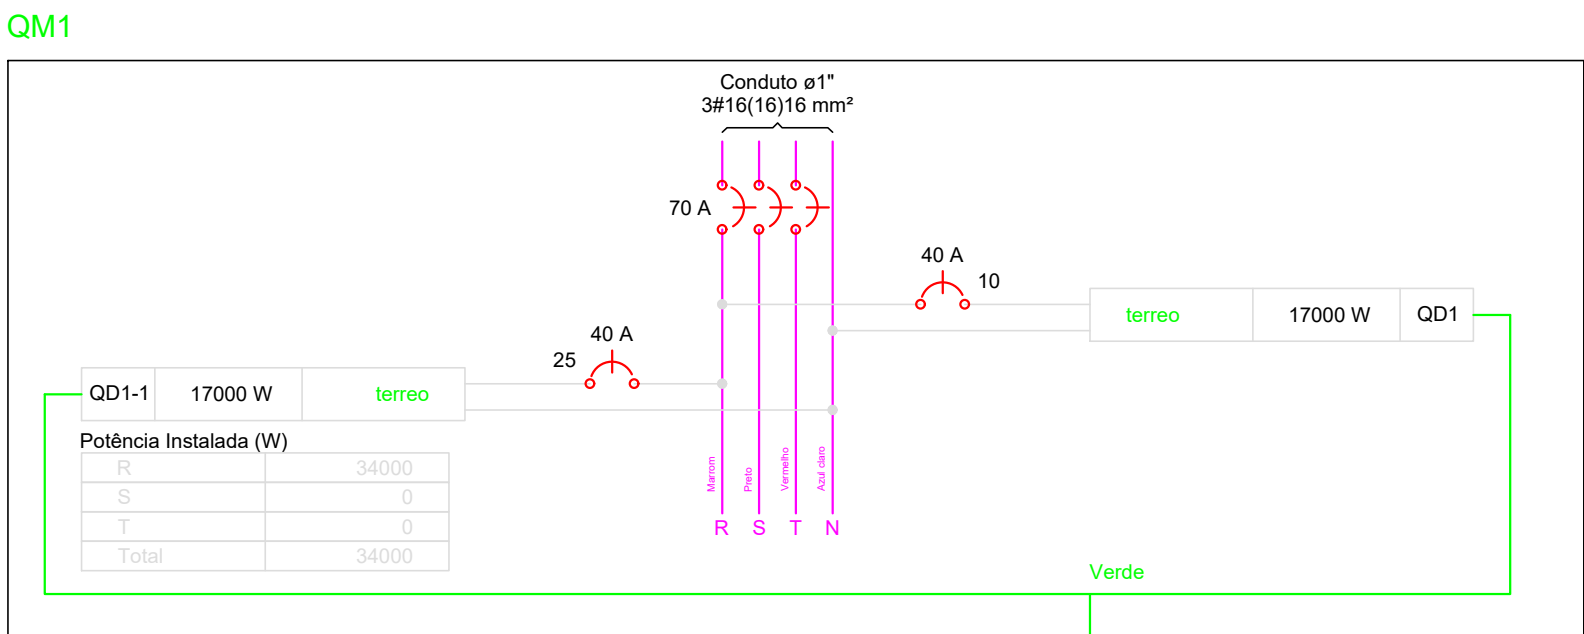 QM1
Conduto ø1"
3#16(16)16 mm²
70 A
40 A
10
terreo 17000 W QD1
40 A
25
QD1-1 17000 W terreo
Potência Instalada (W)
R 34000
S 0
T 0
Total 34000
Marrom
Preto
Vermelho
Azul claro
R S T N
Verde